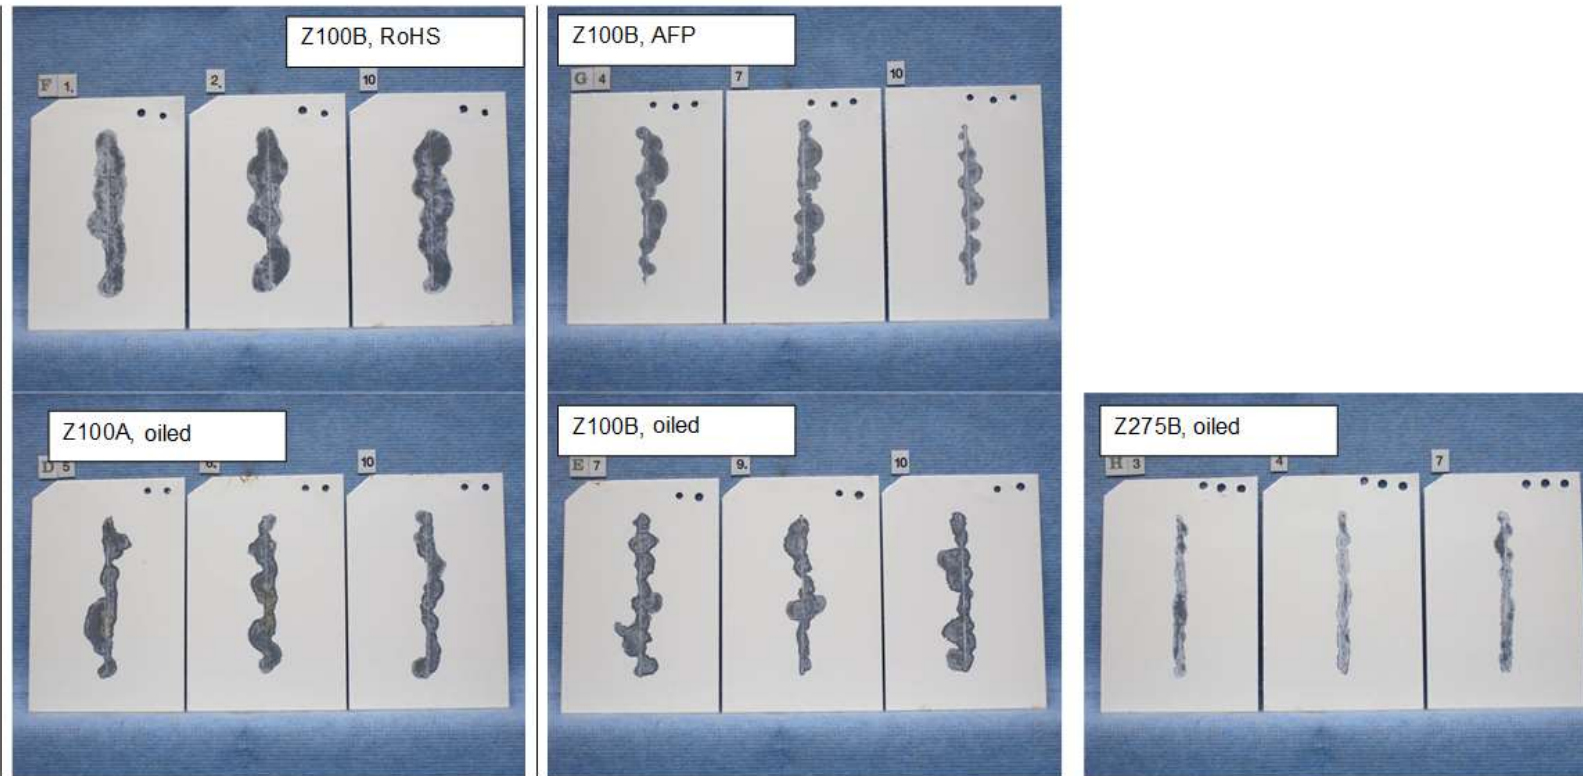 Z100B, RoHS
F 1. 2. 10
Z100B, AFP
G 4 7 10
Z100A, oiled
D 5 6. 10
Z100B, oiled
E 7 9. 10
Z275B, oiled
H 3 4 7